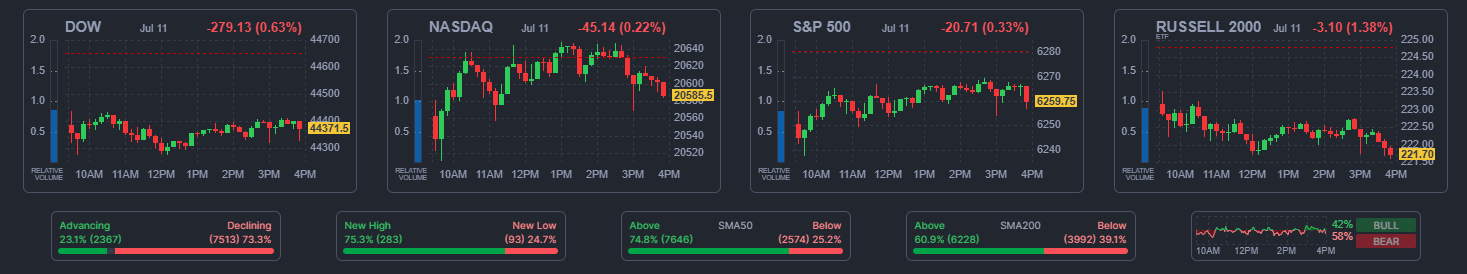 DOW Jul 11 -279.13 (0.63%)
2.0
1.5
1.0
0.5
44700
44600
44500
44400
44371.5
44300
RELATIVE
VOLUME
10AM 11AM 12PM 1PM 2PM 3PM 4PM
NASDAQ Jul 11 -45.14 (0.22%)
2.0
1.5
1.0
0.5
20640
20620
20600
20585.5
20580
20560
20540
20520
RELATIVE
VOLUME
10AM 11AM 12PM 1PM 2PM 3PM 4PM
S&P 500 Jul 11 -20.71 (0.33%)
2.0
1.5
1.0
0.5
6280
6270
6259.75
6250
6240
RELATIVE
VOLUME
10AM 11AM 12PM 1PM 2PM 3PM 4PM
RUSSELL 2000 Jul 11 -3.10 (1.38%)
ETF
2.0
1.5
1.0
0.5
225.00
224.50
224.00
223.50
223.00
222.50
222.00
221.70
221.50
RELATIVE
VOLUME
10AM 11AM 12PM 1PM 2PM 3PM 4PM
Advancing Declining
23.1% (2367) (7513) 73.3%
New High New Low
75.3% (283) (93) 24.7%
Above SMA50 Below
74.8% (7646) (2574) 25.2%
Above SMA200 Below
60.9% (6228) (3992) 39.1%
42% BULL
58% BEAR
10AM 12PM 2PM 4PM